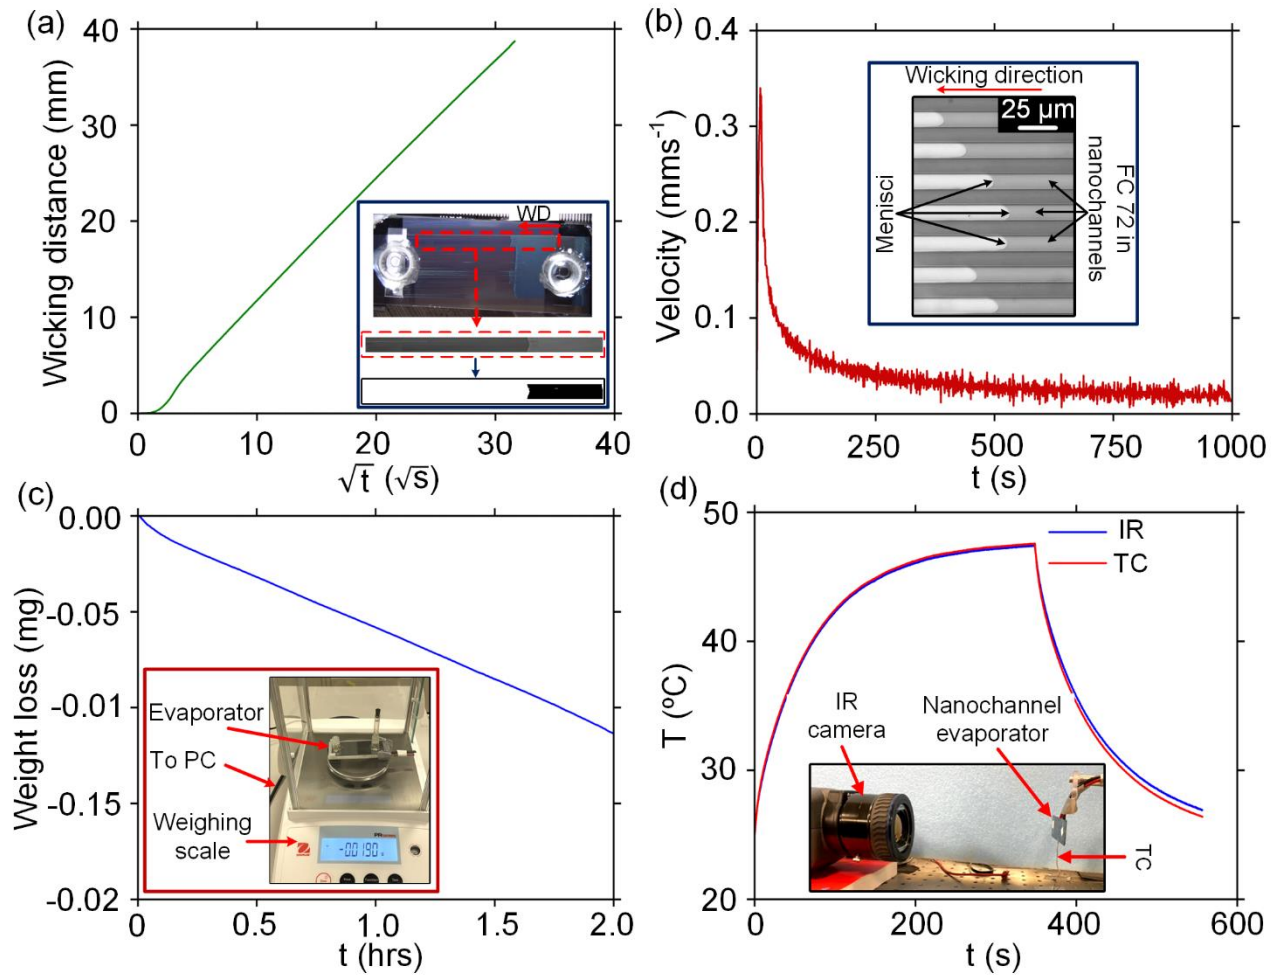 (a)
40
30
20
10
0
Wicking distance (mm)
WD
0 10 20 30 40
√t (√s)
(b)
0.4
0.3
0.2
0.1
0.0
Velocity (mms⁻¹)
Wicking direction
25 µm
Menisci
FC 72 in
nanochannels
0 250 500 750 1000
t (s)
(c)
0.00
-0.05
-0.01
-0.15
-0.02
Weight loss (mg)
Evaporator
To PC
Weighing
scale
-0.0190
0 0.5 1.0 1.5 2.0
t (hrs)
(d)
50
40
30
20
T (ºC)
IR
TC
IR
camera
Nanochannel
evaporator
TC
0 200 400 600
t (s)